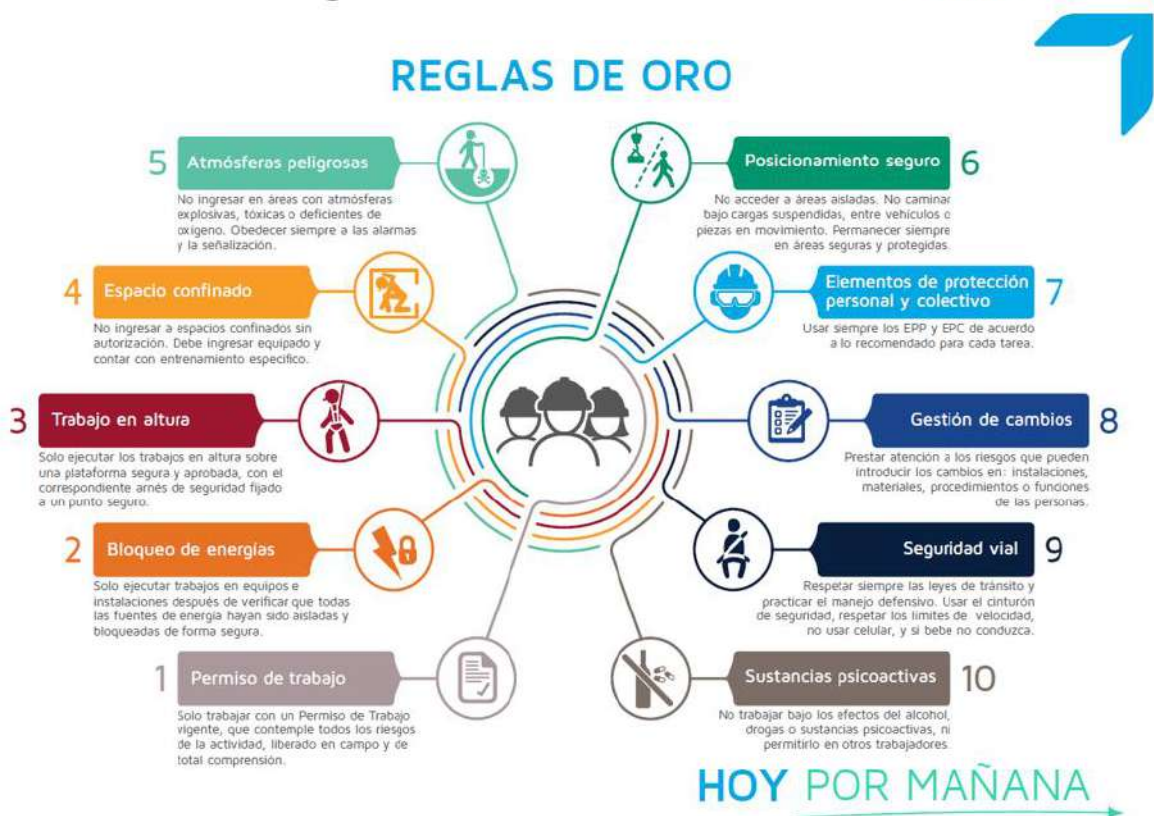 REGLAS DE ORO
5
Atmósferas peligrosas
No ingresar en áreas con atmósferas
explosivas, tóxicas o deficientes de
oxígeno. Obedecer siempre a las alarmas
y la señalización.
4
Espacio confinado
No ingresar a espacios confinados sin
autorización. Debe ingresar equipado y
contar con entrenamiento específico.
3
Trabajo en altura
Solo ejecutar los trabajos en altura sobre
una plataforma segura y aprobada, con el
correspondiente arnés de seguridad fijado
a un punto seguro.
2
Bloqueo de energías
Solo ejecutar trabajos en equipos e
instalaciones después de verificar que todas
las fuentes de energía hayan sido aisladas y
bloqueadas de forma segura.
1
Permiso de trabajo
Solo trabajar con un Permiso de Trabajo
vigente, que contemple todos los riesgos
de la actividad, liberado en campo y de
total comprensión.
Posicionamiento seguro
6
No acceder a áreas aisladas. No caminar
bajo cargas suspendidas, entre vehículos o
piezas en movimiento. Permanecer siempre
en áreas seguras y protegidas.
Elementos de protección
personal y colectivo
7
Usar siempre los EPP y EPC de acuerdo
a lo recomendado para cada tarea.
Gestión de cambios
8
Prestar atención a los riesgos que pueden
introducir los cambios en: instalaciones,
materiales, procedimientos o funciones
de las personas.
Seguridad vial
9
Respetar siempre las leyes de tránsito y
practicar el manejo defensivo. Usar el cinturón
de seguridad, respetar los límites de velocidad,
no usar celular, y si bebe no conduzca.
Sustancias psicoactivas
10
No trabajar bajo los efectos del alcohol,
drogas o sustancias psicoactivas, ni
permitirlo en otros trabajadores.
HOY POR MAÑANA